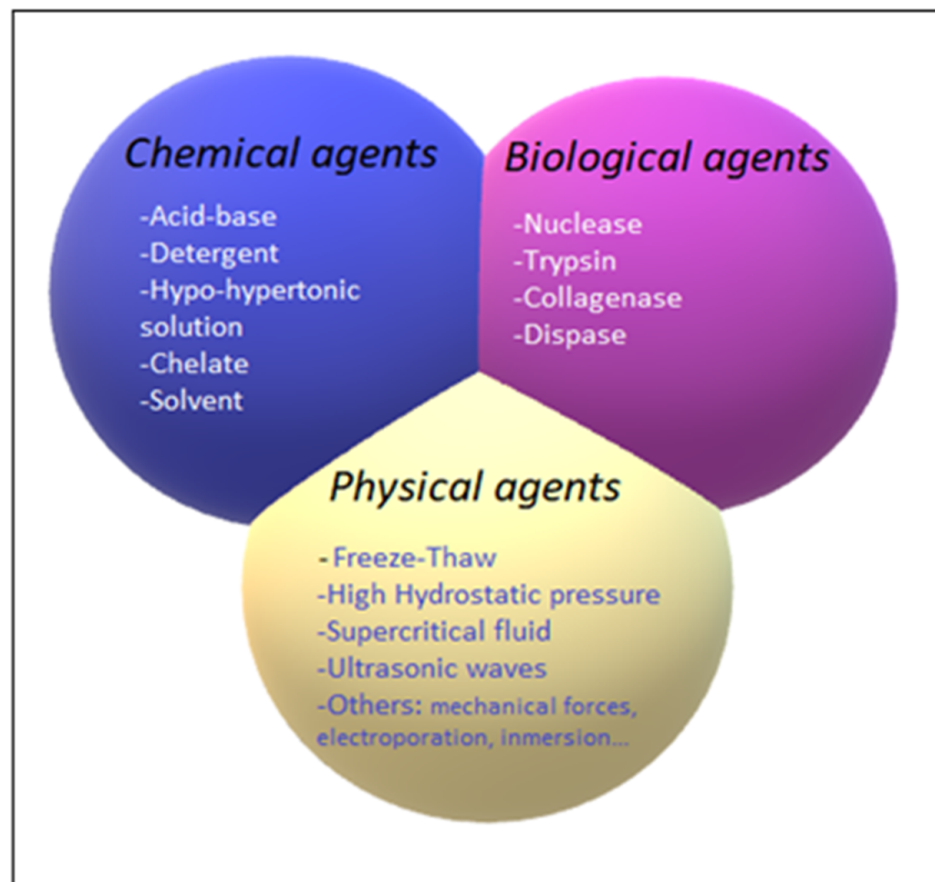 Chemical agents
-Acid-base
-Detergent
-Hypo-hypertonic
solution
-Chelate
-Solvent
Biological agents
-Nuclease
-Trypsin
-Collagenase
-Dispase
Physical agents
-Freeze-Thaw
-High Hydrostatic pressure
-Supercritical fluid
-Ultrasonic waves
-Others: mechanical forces,
electroporation, inmersion...